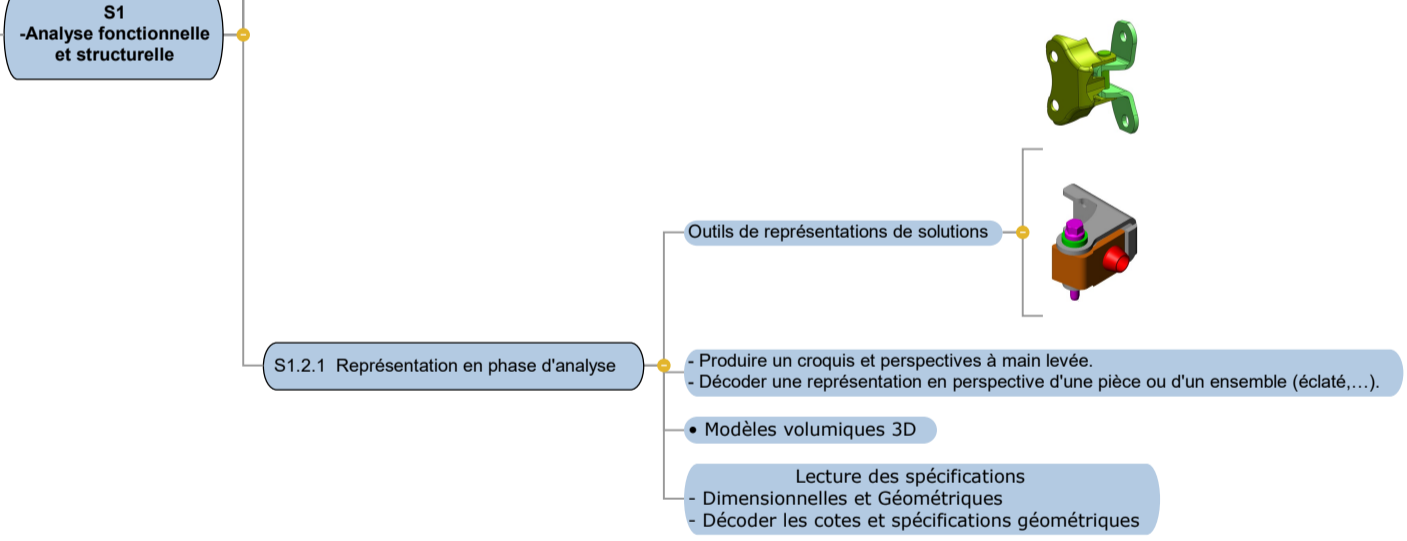 S1
-Analyse fonctionnelle
et structurelle
Outils de représentations de solutions
S1.2.1 Représentation en phase d'analyse
- Produire un croquis et perspectives à main levée.
- Décoder une représentation en perspective d'une pièce ou d'un ensemble (éclaté,...).
• Modèles volumiques 3D
Lecture des spécifications
- Dimensionnelles et Géométriques
- Décoder les cotes et spécifications géométriques